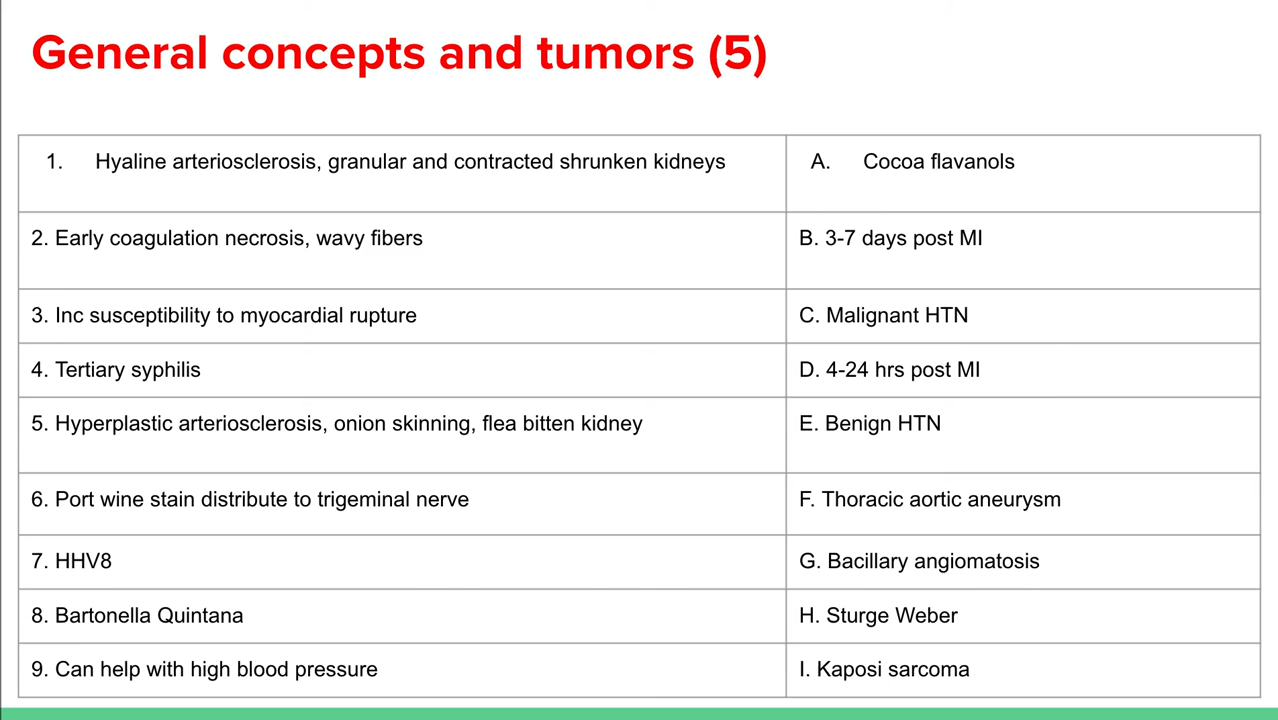 General concepts and tumors (5)
1. Hyaline arteriosclerosis, granular and contracted shrunken kidneys
A. Cocoa flavanols
2. Early coagulation necrosis, wavy fibers
B. 3-7 days post MI
3. Inc susceptibility to myocardial rupture
C. Malignant HTN
4. Tertiary syphilis
D. 4-24 hrs post MI
5. Hyperplastic arteriosclerosis, onion skinning, flea bitten kidney
E. Benign HTN
6. Port wine stain distribute to trigeminal nerve
F. Thoracic aortic aneurysm
7. HHV8
G. Bacillary angiomatosis
8. Bartonella Quintana
H. Sturge Weber
9. Can help with high blood pressure
I. Kaposi sarcoma